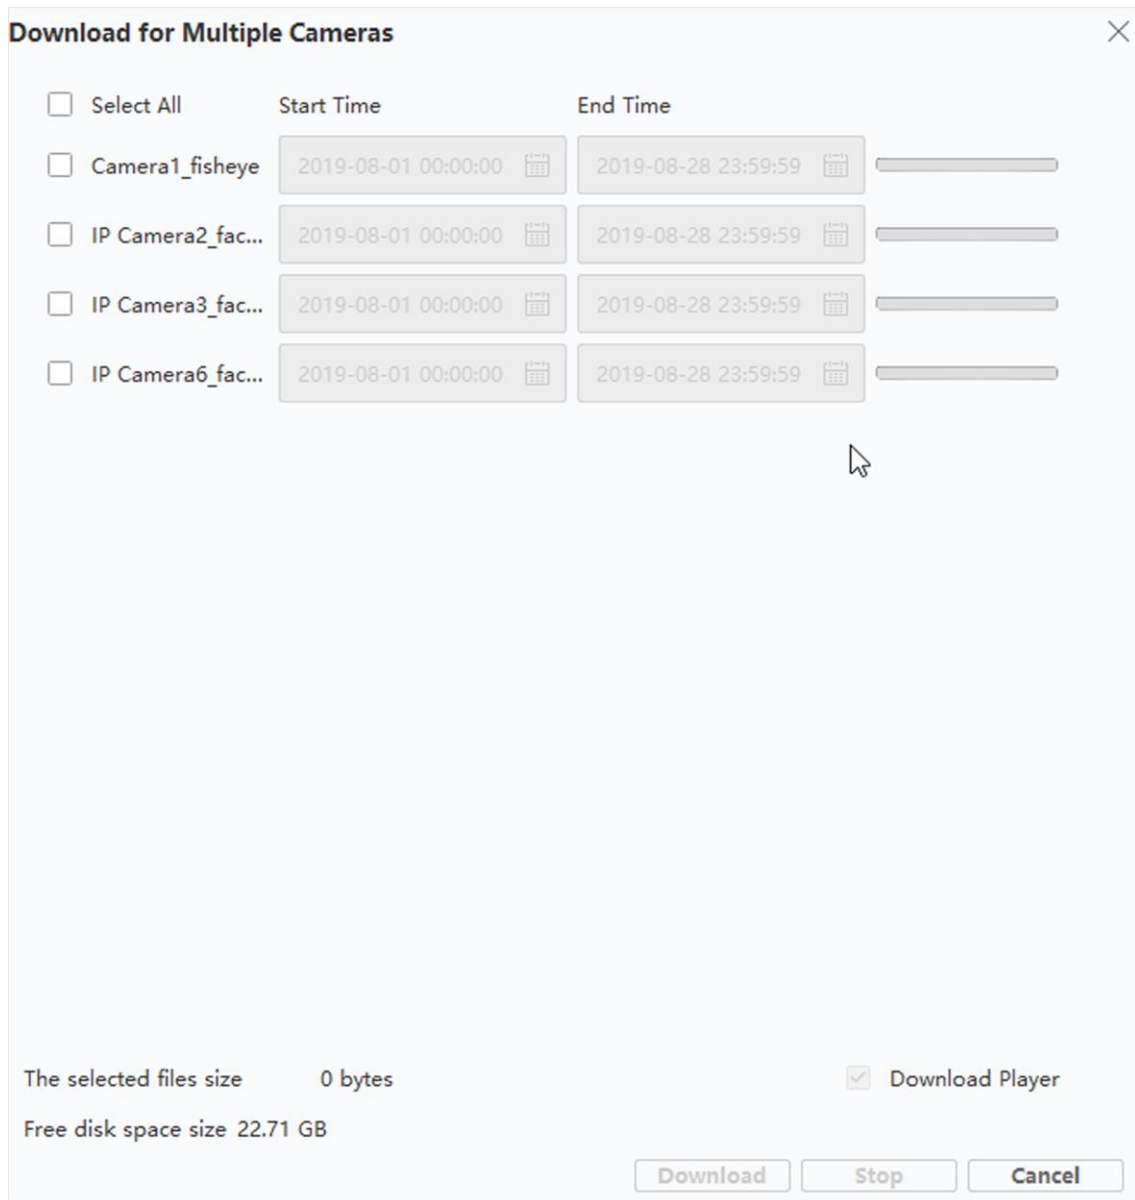 Download for Multiple Cameras
Select All Start Time End Time
Camera1_fisheye 2019-08-01 00:00:00 2019-08-28 23:59:59
IP Camera2_fac... 2019-08-01 00:00:00 2019-08-28 23:59:59
IP Camera3_fac... 2019-08-01 00:00:00 2019-08-28 23:59:59
IP Camera6_fac... 2019-08-01 00:00:00 2019-08-28 23:59:59
The selected files size 0 bytes Download Player
Free disk space size 22.71 GB
Download Stop Cancel